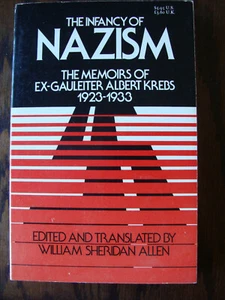 THE INFANCY OF
NAZISM
THE MEMOIRS OF
EX-GAULEITER ALBERT KREBS
1923-1933
EDITED AND TRANSLATED BY
WILLIAM SHERIDAN ALLEN